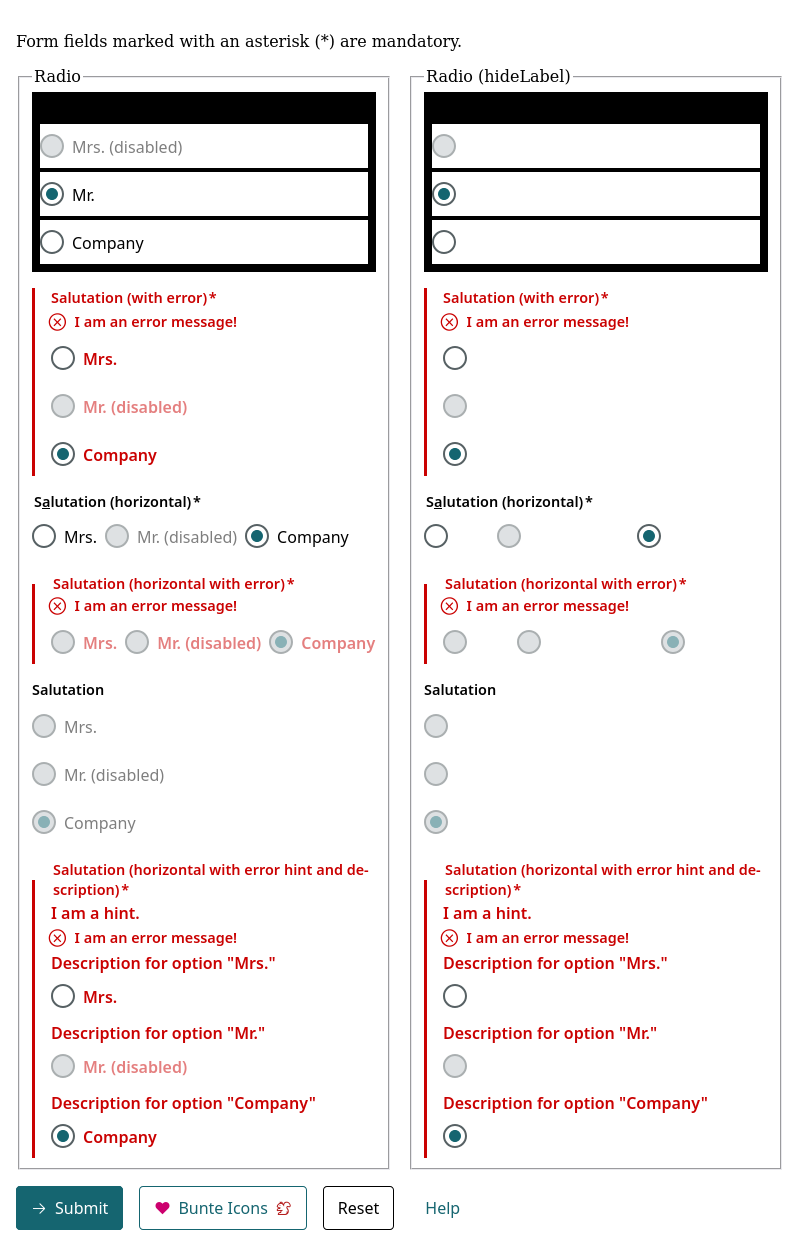 Form fields marked with an asterisk (*) are mandatory.
Radio
Mrs. (disabled)
Mr.
Company
Salutation (with error)*
I am an error message!
Mrs.
Mr. (disabled)
Company
Salutation (horizontal)*
Mrs. Mr. (disabled) Company
Salutation (horizontal with error)*
I am an error message!
Mrs. Mr. (disabled) Company
Salutation
Mrs.
Mr. (disabled)
Company
Salutation (horizontal with error hint and de-
scription)*
I am a hint.
I am an error message!
Description for option "Mrs."
Mrs.
Description for option "Mr."
Mr. (disabled)
Description for option "Company"
Company
Radio (hideLabel)
Salutation (with error)*
I am an error message!
Salutation (horizontal)*
Salutation (horizontal with error)*
I am an error message!
Salutation
Salutation (horizontal with error hint and de-
scription)*
I am a hint.
I am an error message!
Description for option "Mrs."
Description for option "Mr."
Description for option "Company"
Submit Bunte Icons Reset Help